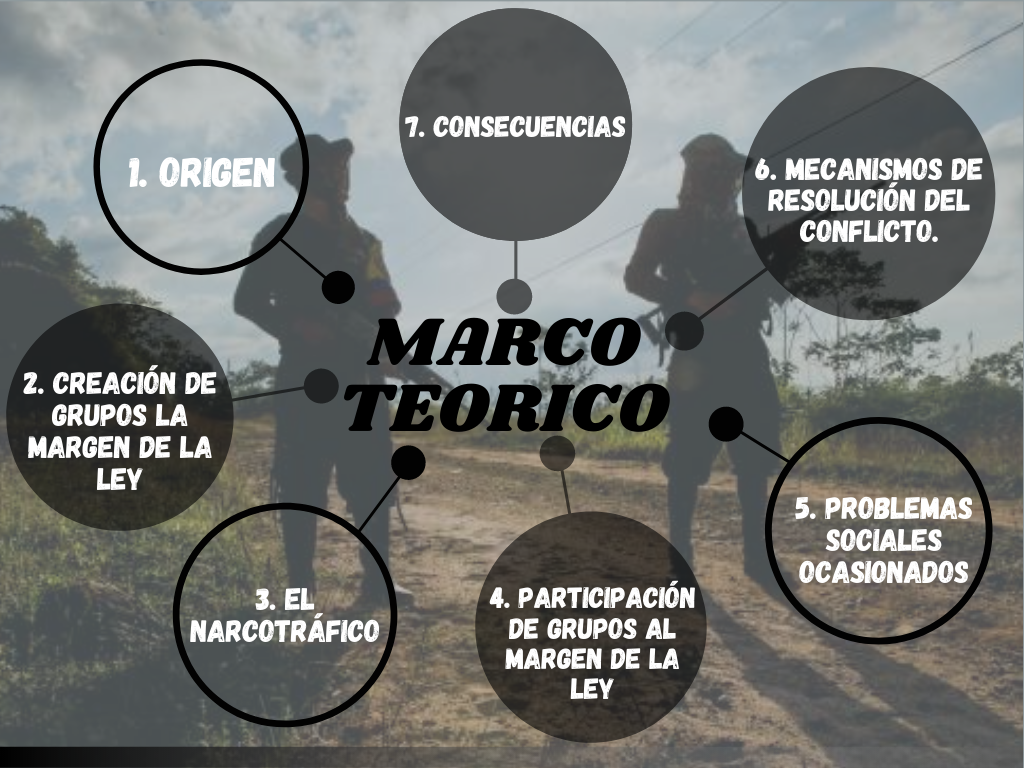 MARCO
TEORICO
1. ORIGEN
2. CREACIÓN DE
GRUPOS LA
MARGEN DE LA
LEY
3. EL
NARCOTRÁFICO
4. PARTICIPACIÓN
DE GRUPOS AL
MARGEN DE LA
LEY
5. PROBLEMAS
SOCIALES
OCASIONADOS
6. MECANISMOS DE
RESOLUCIÓN DEL
CONFLICTO.
7. CONSECUENCIAS